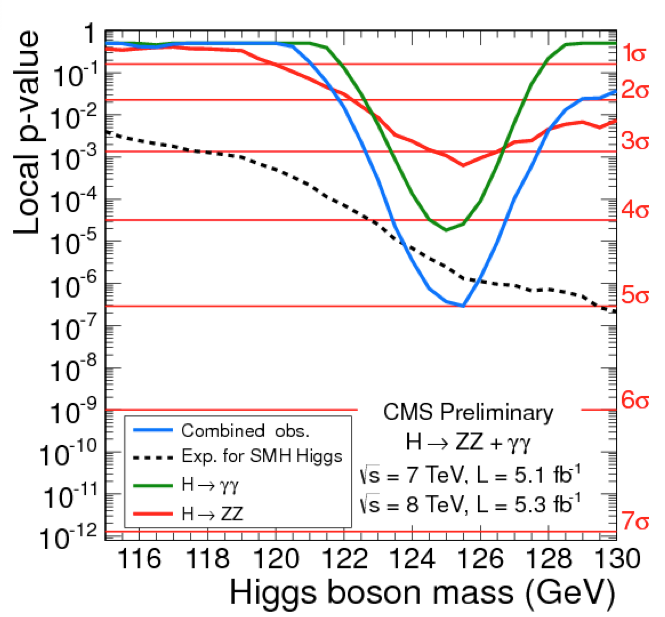 Local p-value
1
10⁻¹
10⁻²
10⁻³
10⁻⁴
10⁻⁵
10⁻⁶
10⁻⁷
10⁻⁸
10⁻⁹
10⁻¹⁰
10⁻¹¹
10⁻¹²
1σ
2σ
3σ
4σ
5σ
6σ
7σ
Combined obs.
Exp. for SMH Higgs
H → γγ
H → ZZ
CMS Preliminary
H → ZZ + γγ
√s = 7 TeV, L = 5.1 fb⁻¹
√s = 8 TeV, L = 5.3 fb⁻¹
116 118 120 122 124 126 128 130
Higgs boson mass (GeV)